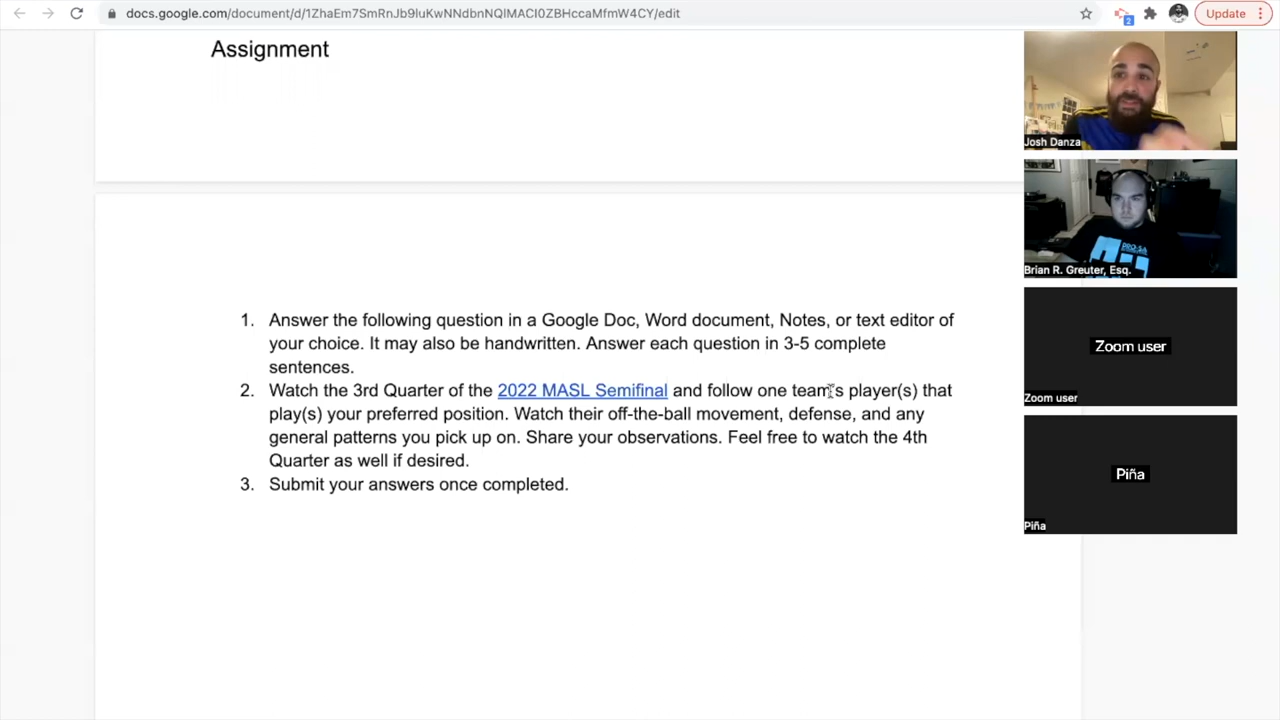 docs.google.com/document/d/1ZhaEm7SmRnJb9luKwNNdbnNQlMACI0ZBHccaMfmW4CY/edit
2
Update
Assignment
1. Answer the following question in a Google Doc, Word document, Notes, or text editor of
your choice. It may also be handwritten. Answer each question in 3-5 complete
sentences.
2. Watch the 3rd Quarter of the 2022 MASL Semifinal and follow one team's player(s) that
play(s) your preferred position. Watch their off-the-ball movement, defense, and any
general patterns you pick up on. Share your observations. Feel free to watch the 4th
Quarter as well if desired.
3. Submit your answers once completed.
Josh Danza
PRO-SA
Brian R. Greuter, Esq.
Zoom user
Zoom user
Piña
Piña